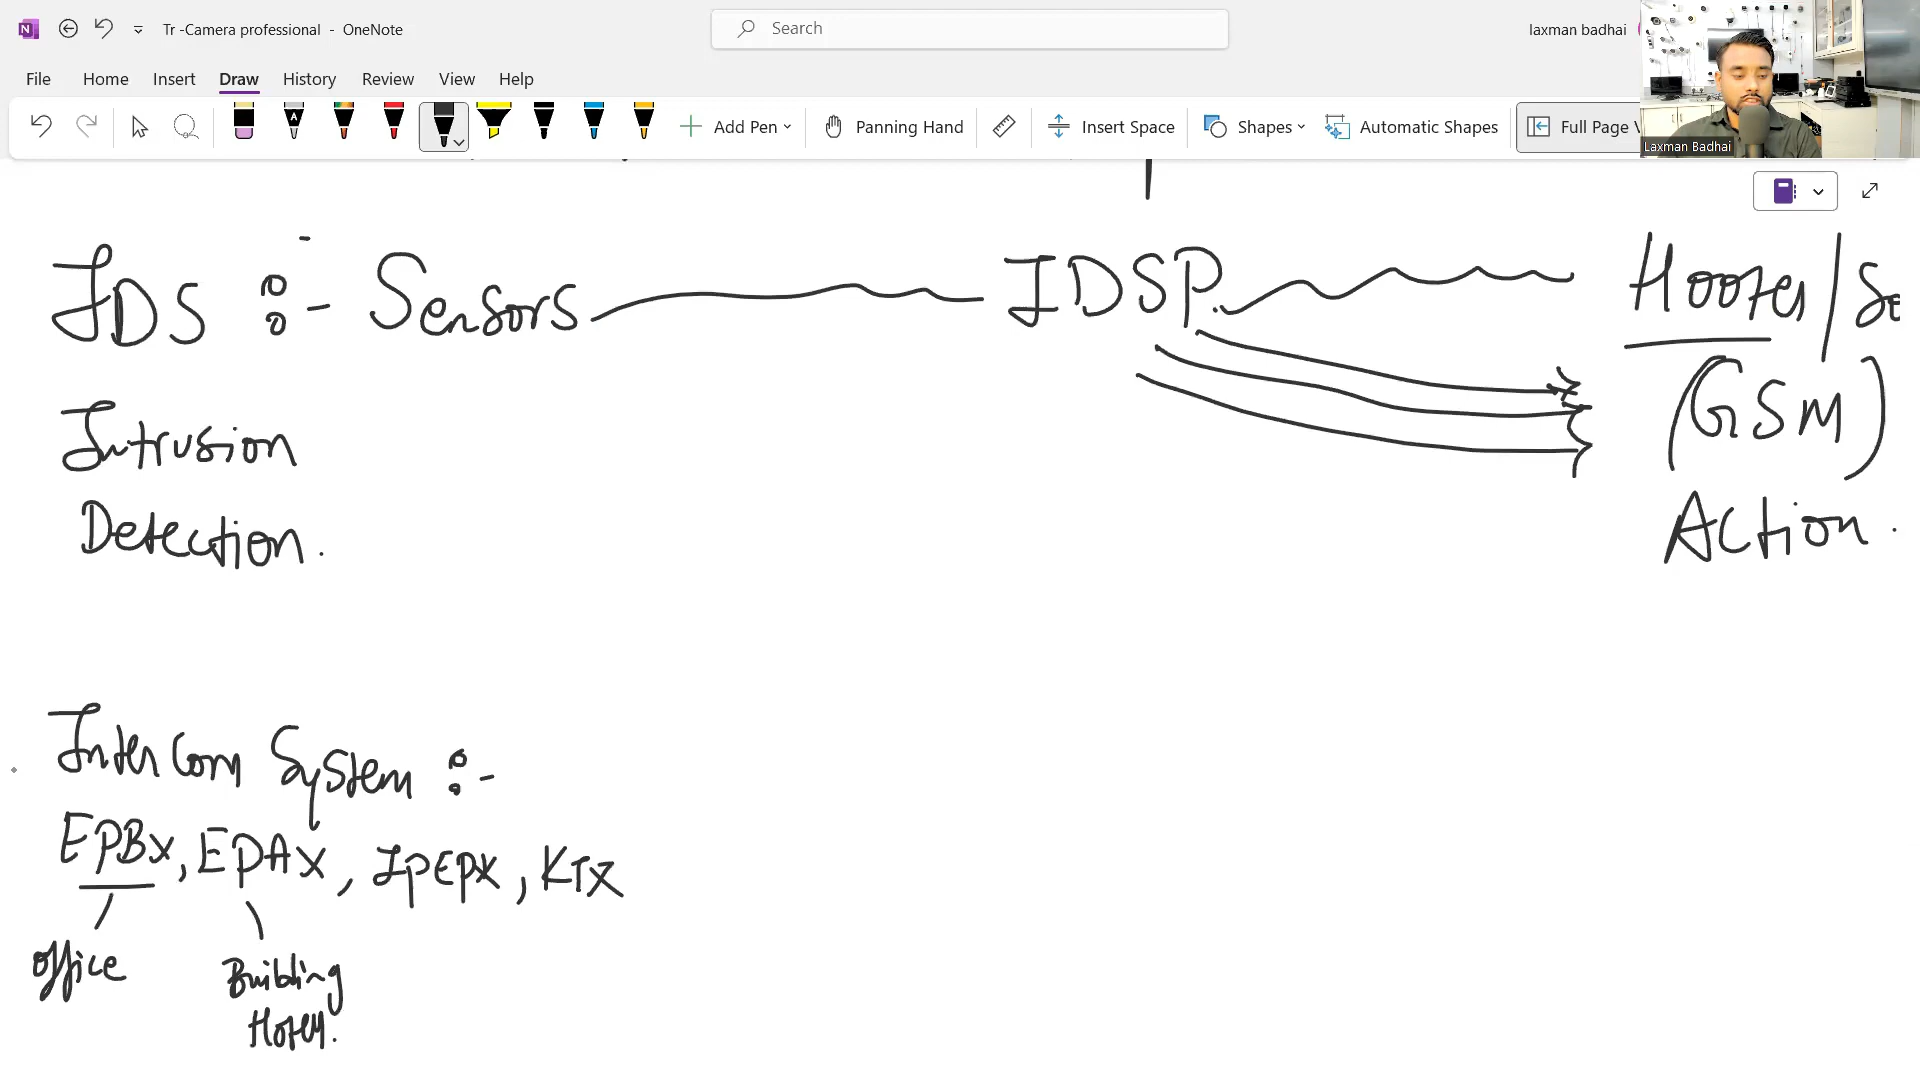 Tr -Camera professional - OneNote
Search
laxman badhai
File Home Insert Draw History Review View Help
Add Pen Panning Hand Insert Space Shapes Automatic Shapes Full Page V
Laxman Badhai
IDS :- Sensors IDSP. Hooter/Se
(GSM)
Intrusion
Detection.
Action.
InterCom System :-
EPBX, EPAX, IPEPX, KTX
office
Building
Hotel.